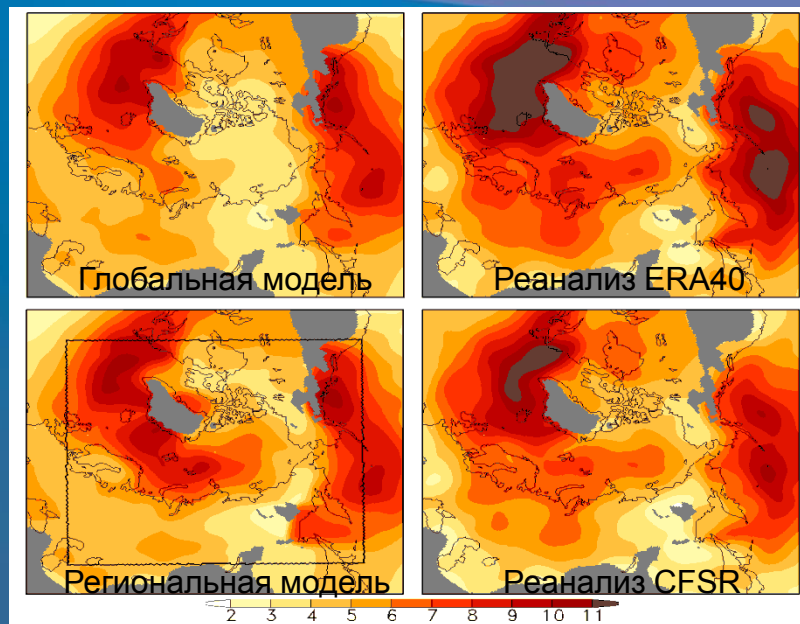 Глобальная модель
Реанализ ERA40
Региональная модель
Реанализ CFSR
2 3 4 5 6 7 8 9 10 11